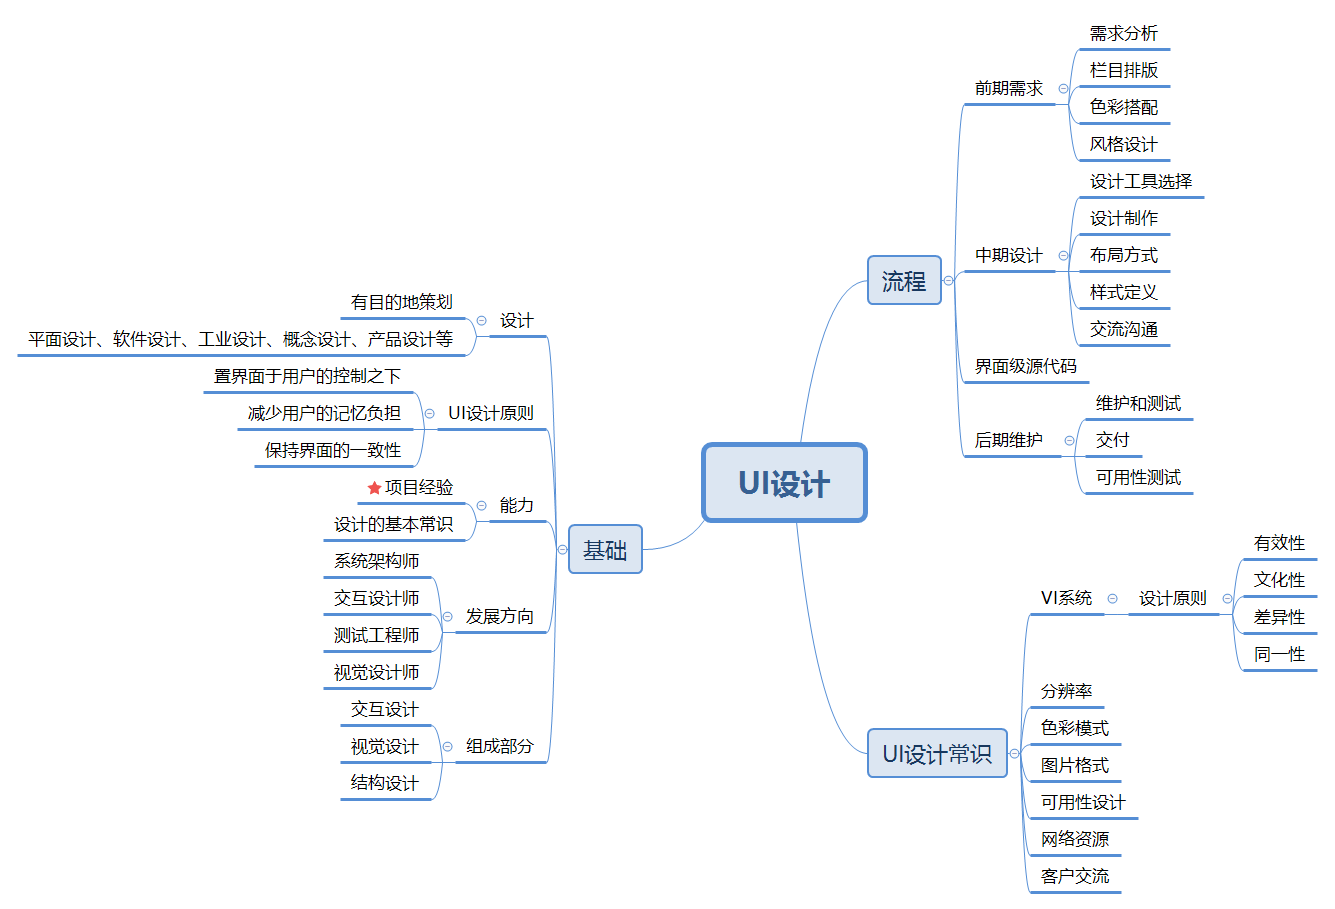 UI设计
流程
前期需求
需求分析
栏目排版
色彩搭配
风格设计
中期设计
设计工具选择
设计制作
布局方式
样式定义
交流沟通
界面级源代码
后期维护
维护和测试
交付
可用性测试
UI设计常识
VI系统
设计原则
有效性
文化性
差异性
同一性
分辨率
色彩模式
图片格式
可用性设计
网络资源
客户交流
基础
设计
有目的地策划
平面设计、软件设计、工业设计、概念设计、产品设计等
UI设计原则
置界面于用户的控制之下
减少用户的记忆负担
保持界面的一致性
能力
项目经验
设计的基本常识
发展方向
系统架构师
交互设计师
测试工程师
视觉设计师
组成部分
交互设计
视觉设计
结构设计